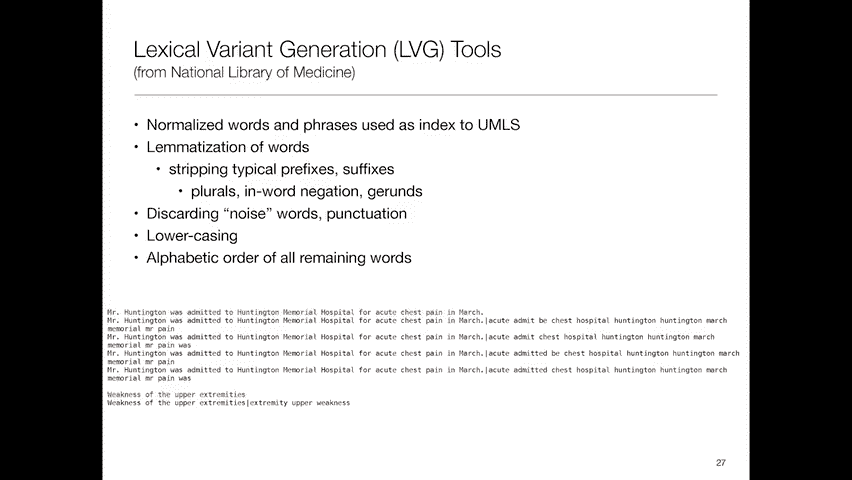 Lexical Variant Generation (LVG) Tools
(from National Library of Medicine)
• Normalized words and phrases used as index to UMLS
• Lemmatization of words
• stripping typical prefixes, suffixes
• plurals, in-word negation, gerunds
• Discarding “noise” words, punctuation
• Lower-casing
• Alphabetic order of all remaining words
Mr. Huntington was admitted to Huntington Memorial Hospital for acute chest pain in March.
Mr. Huntington was admitted to Huntington Memorial Hospital for acute chest pain in March.|acute admit be chest hospital huntington huntington march
memorial mr pain
Mr. Huntington was admitted to Huntington Memorial Hospital for acute chest pain in March.|acute admit chest hospital huntington huntington march
memorial mr pain was
Mr. Huntington was admitted to Huntington Memorial Hospital for acute chest pain in March.|acute admitted be chest hospital huntington huntington march
memorial mr pain
Mr. Huntington was admitted to Huntington Memorial Hospital for acute chest pain in March.|acute admitted chest hospital huntington huntington march
memorial mr pain was
Weakness of the upper extremities
Weakness of the upper extremities|extremity upper weakness
27